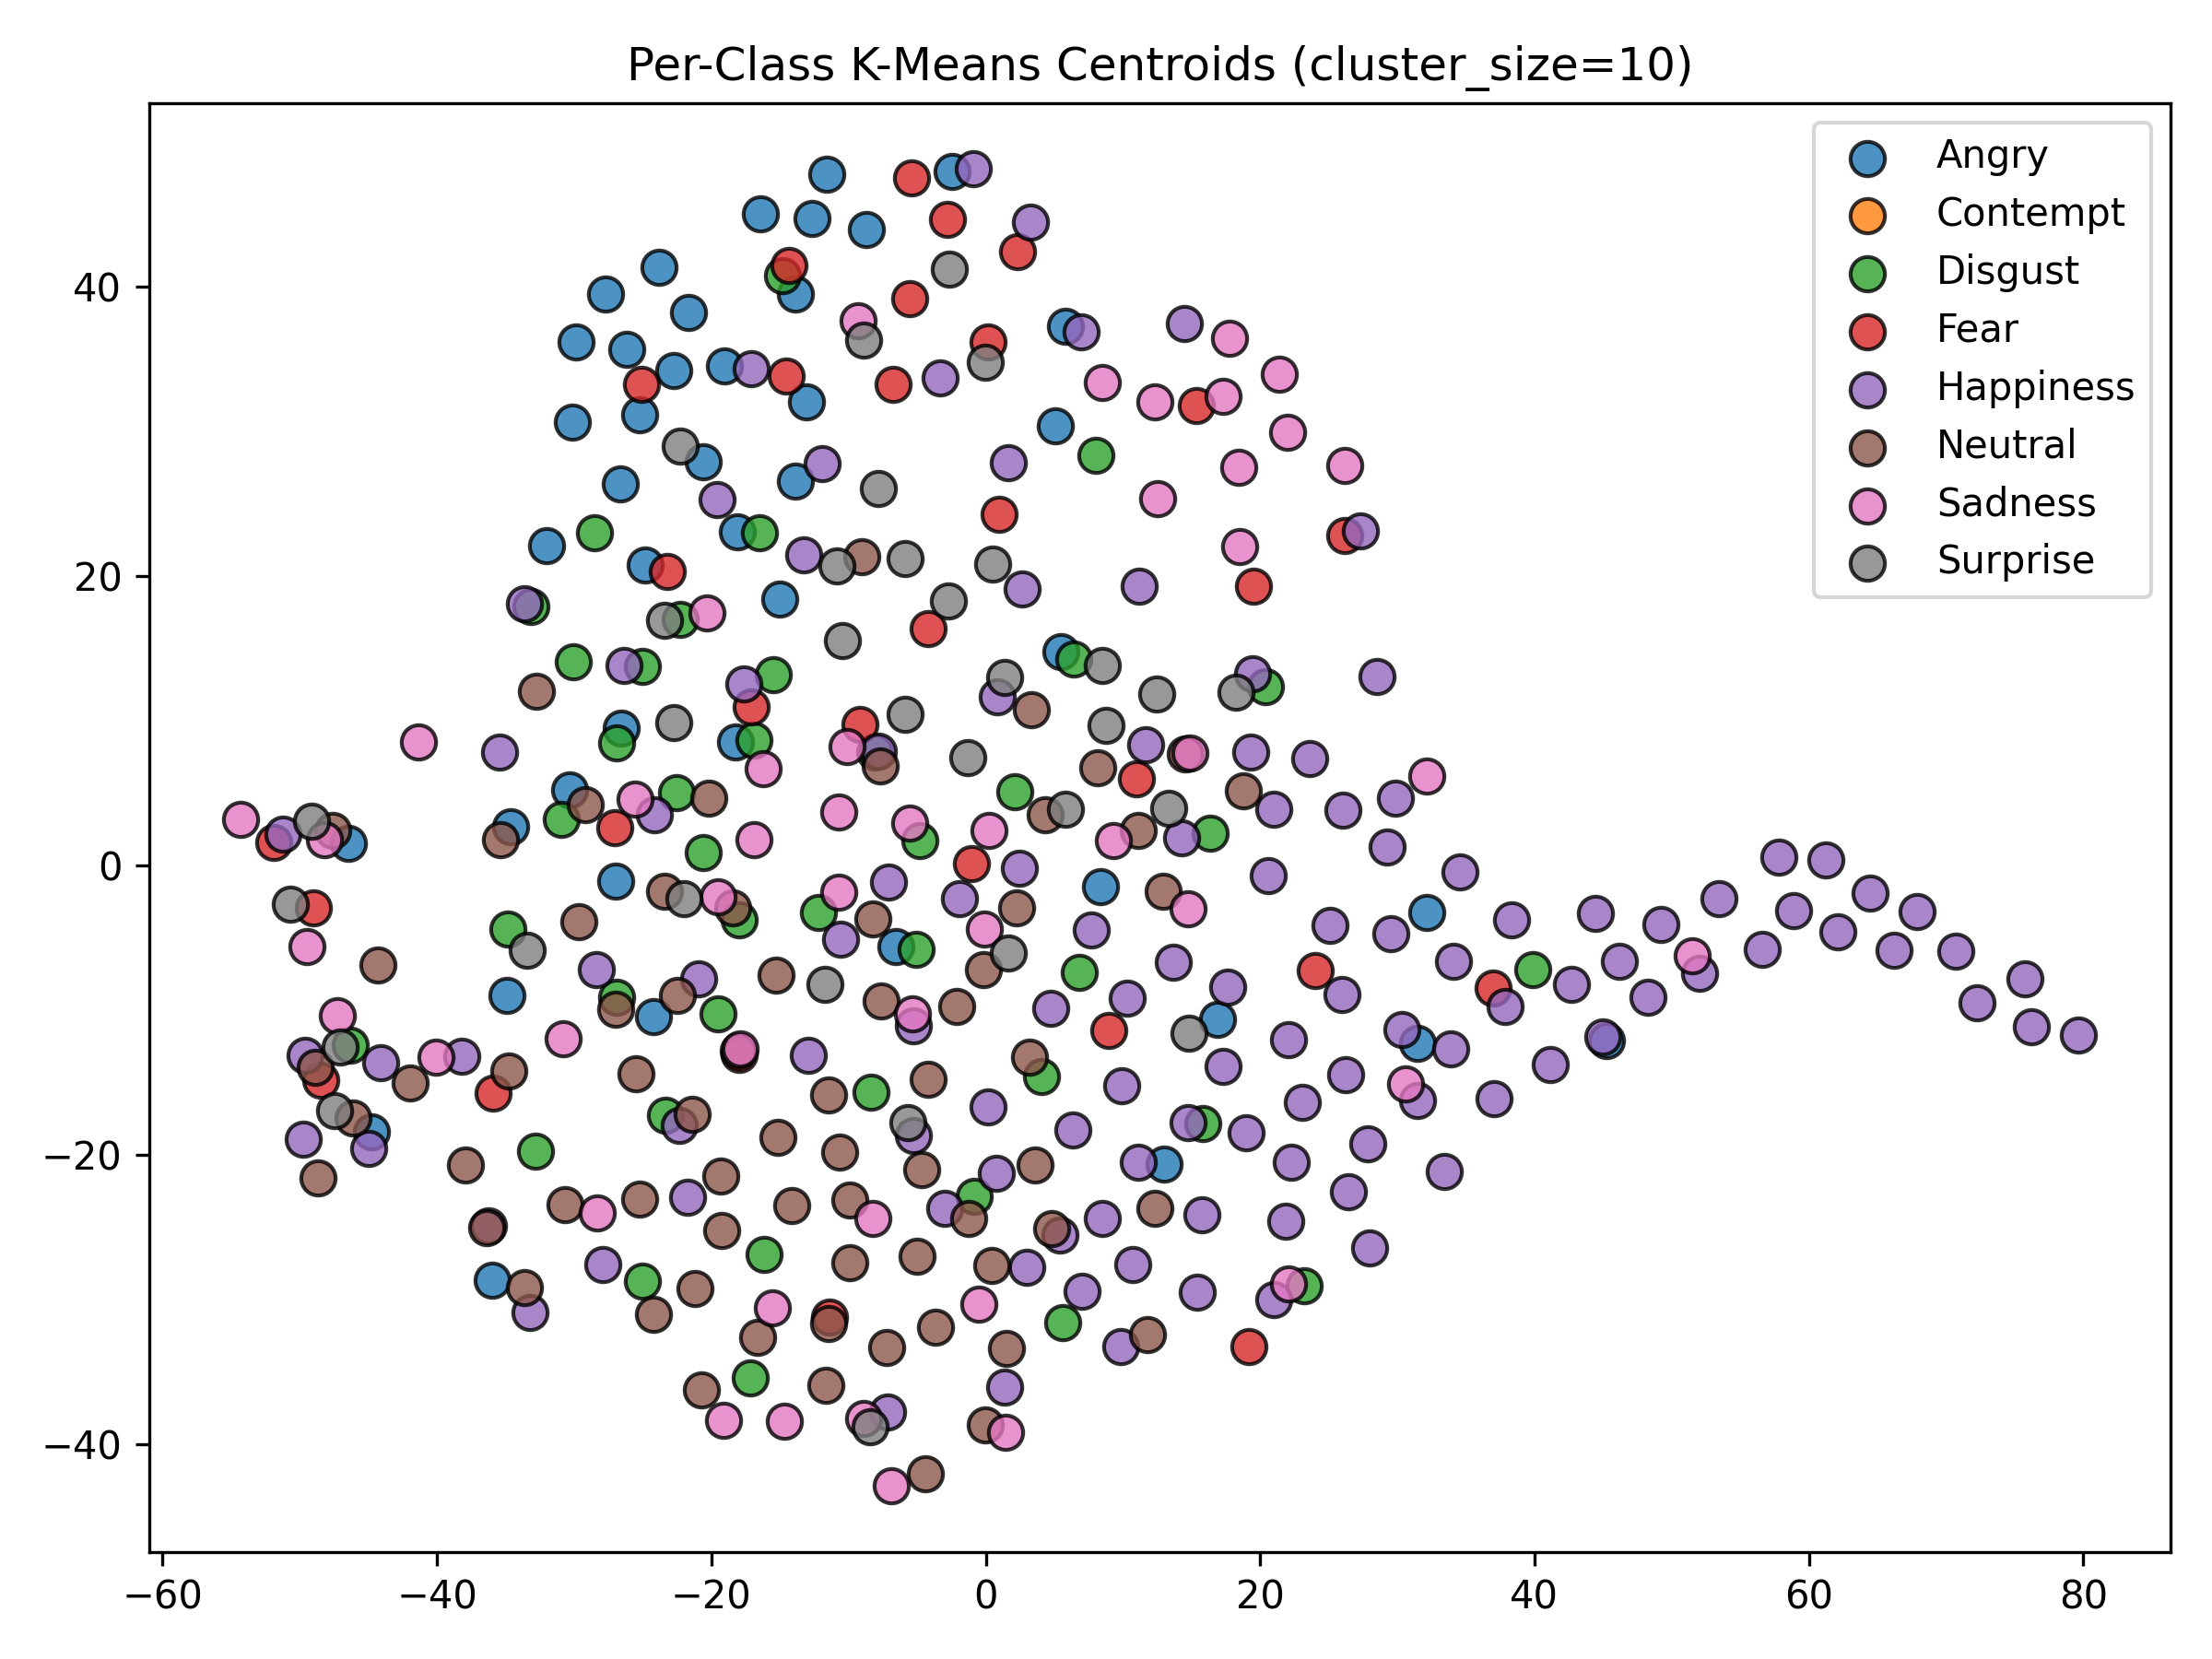 Per-Class K-Means Centroids (cluster_size=10)
Angry
Contempt
Disgust
Fear
Happiness
Neutral
Sadness
Surprise
40
20
0
−20
−40
−60 −40 −20 0 20 40 60 80